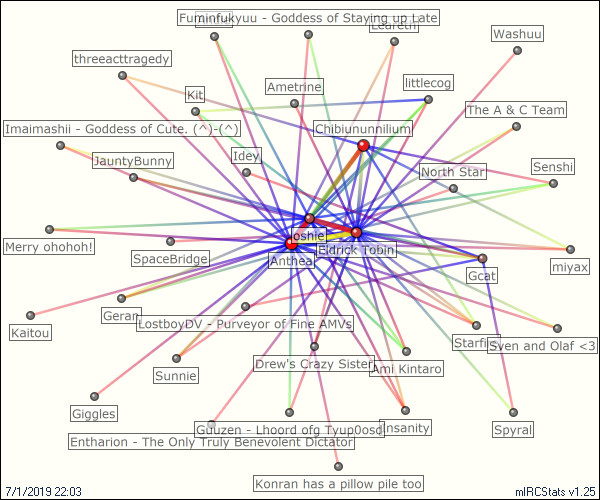 Fuminfukyuu - Goddess of Staying up Late
Leareth
Washuu
threeacttragedy
Ametrine
littlecog
Kit
The A & C Team
Imaimashii - Goddess of Cute. (^)-(^)
Chibiununnilium
Idey
JauntyBunny
North Star
Senshi
Joshie
Merry ohohoh!
SpaceBridge
Anthea
Eldrick Tobin
miyax
Gcat
Geran
LostboyDV - Purveyor of Fine AMVs
Kaitou
Starfire
Sven and Olaf <3
Sunnie
Drew's Crazy Sister
Ami Kintaro
Giggles
Guuzen - Lhoord ofg Tyup0osd
Insanity
Spyral
Entharion - The Only Truly Benevolent Dictator
Konran has a pillow pile too
7/1/2019 22:03
mIRCStats v1.25